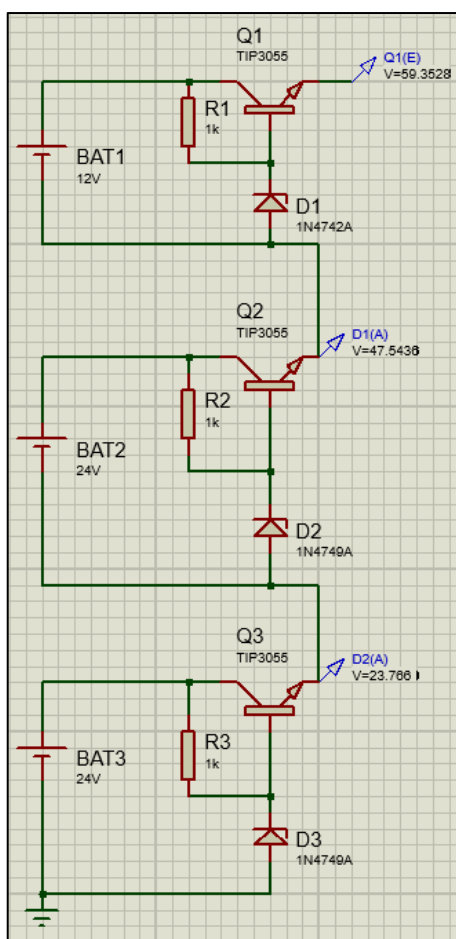 Q1
TIP3055
Q1(E)
V=59.3528
R1
1k
BAT1
12V
D1
1N4742A
Q2
TIP3055
D1(A)
V=47.5436
R2
1k
BAT2
24V
D2
1N4749A
Q3
TIP3055
D2(A)
V=23.766
R3
1k
BAT3
24V
D3
1N4749A